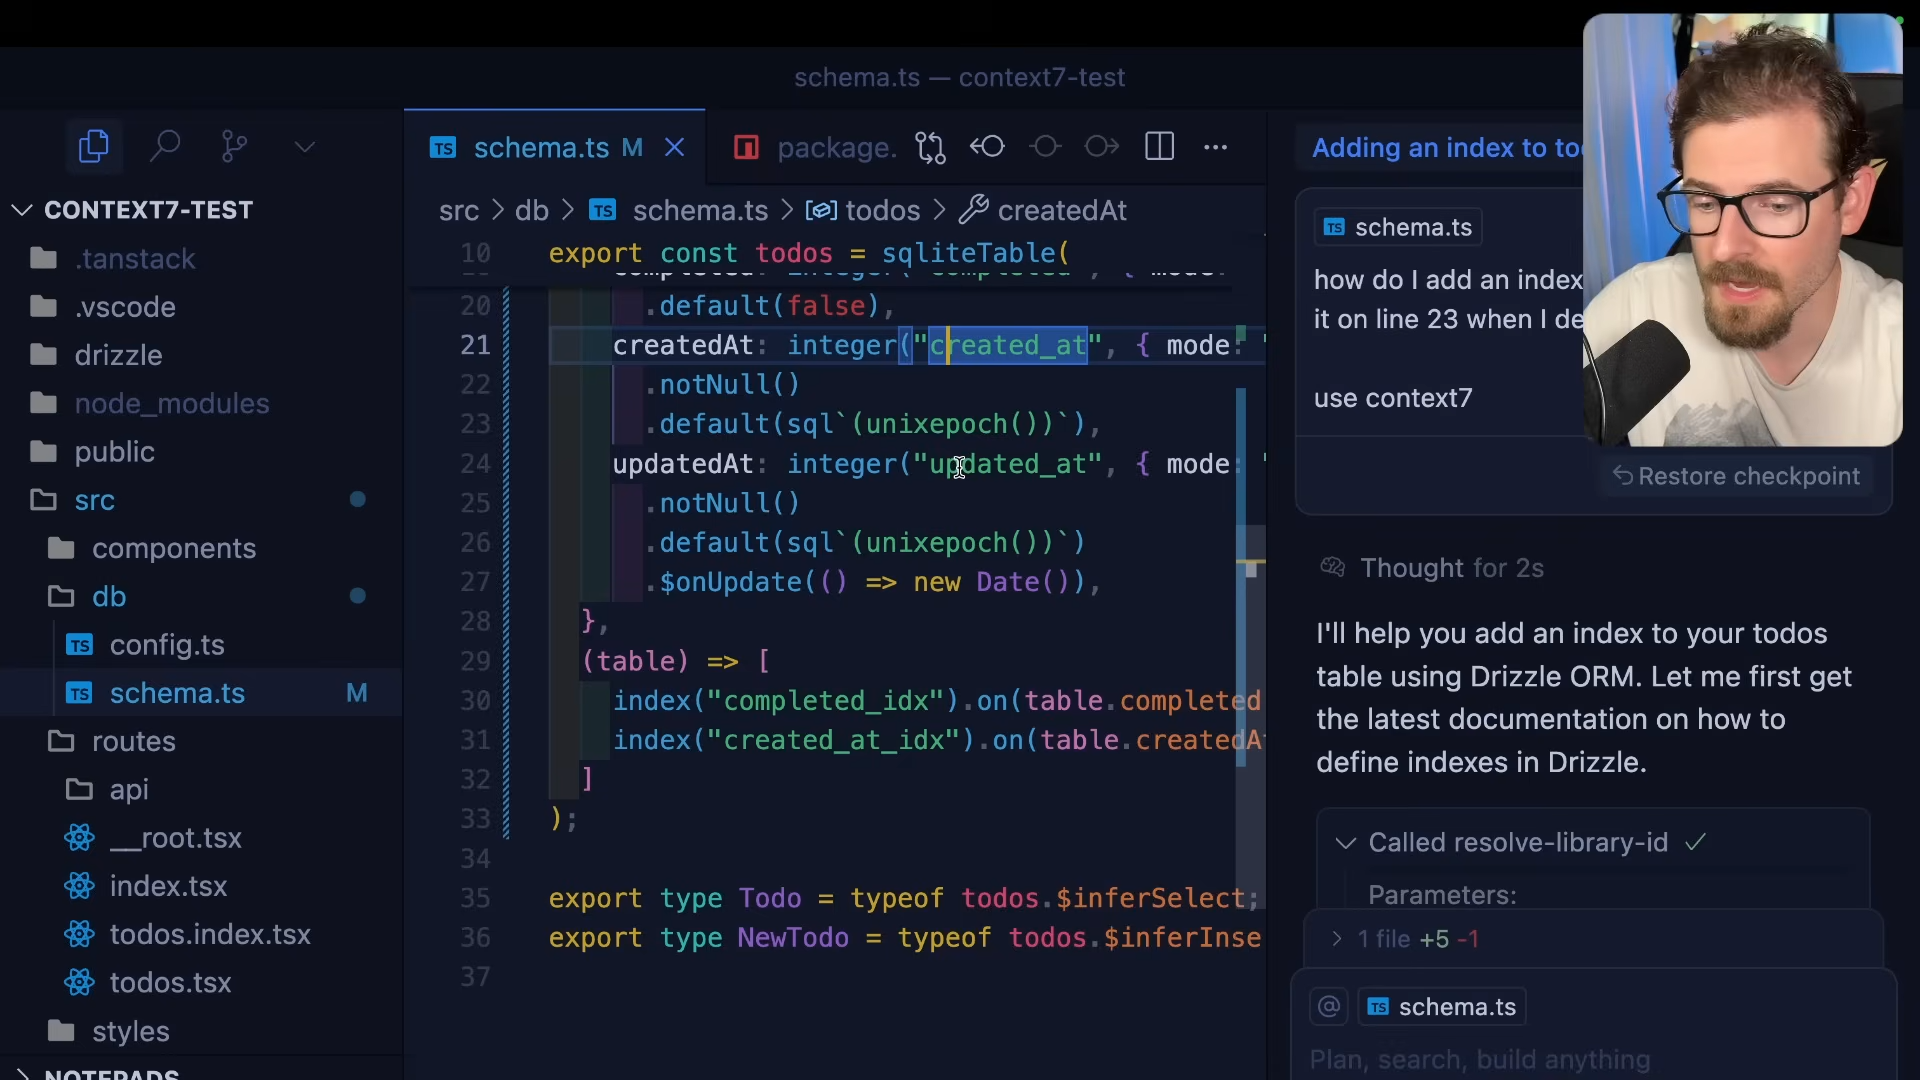 schema.ts — context7-test
schema.ts M
package.
Adding an index to to
CONTEXT7-TEST
.tanstack
.vscode
drizzle
node_modules
public
src
components
db
config.ts
schema.ts M
routes
api
__root.tsx
index.tsx
todos.index.tsx
todos.tsx
styles
NOTEPADS
src > db > schema.ts > todos > createdAt
10 export const todos = sqliteTable(
20 .default(false),
21 createdAt: integer("created_at", { mode: "
22 .notNull()
23 .default(sql`(unixepoch())`),
24 updatedAt: integer("updated_at", { mode: "
25 .notNull()
26 .default(sql`(unixepoch())`)
27 .$onUpdate(() => new Date()),
28 },
29 (table) => [
30 index("completed_idx").on(table.completed
31 index("created_at_idx").on(table.createdA
32 ]
33 );
34
35 export type Todo = typeof todos.$inferSelect;
36 export type NewTodo = typeof todos.$inferInse
37
schema.ts
how do I add an index
it on line 23 when I de
use context7
Restore checkpoint
Thought for 2s
I'll help you add an index to your todos
table using Drizzle ORM. Let me first get
the latest documentation on how to
define indexes in Drizzle.
Called resolve-library-id
Parameters:
1 file +5 -1
@ schema.ts
Plan, search, build anything